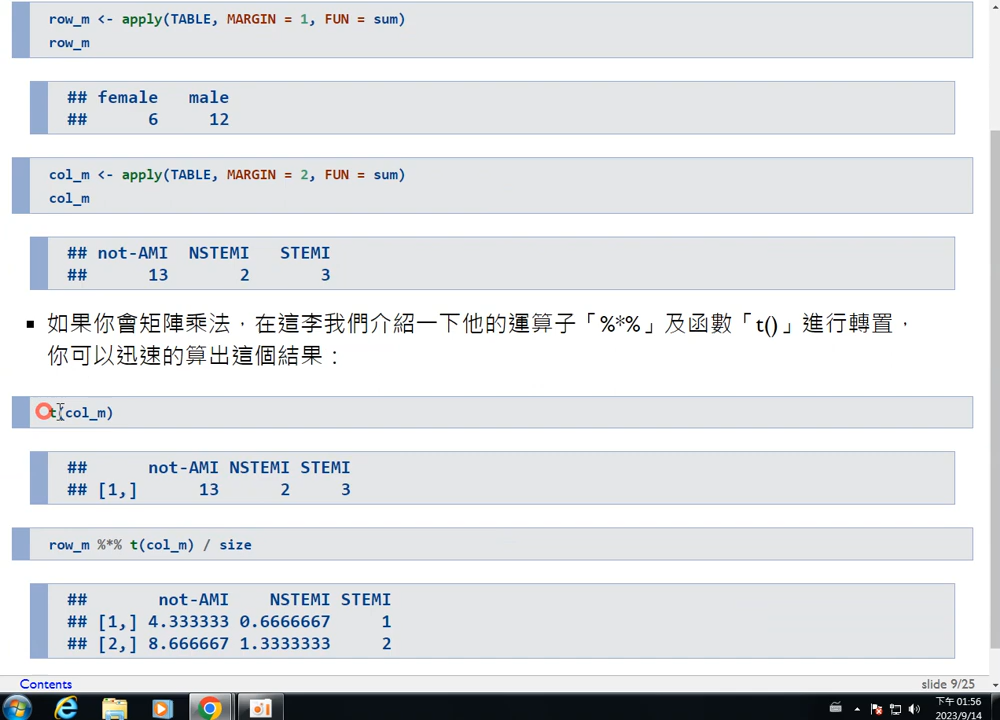 row_m <- apply(TABLE, MARGIN = 1, FUN = sum)
row_m
## female   male
##      6     12
col_m <- apply(TABLE, MARGIN = 2, FUN = sum)
col_m
## not-AMI  NSTEMI   STEMI
##      13       2       3
▪ 如果你會矩陣乘法，在這李我們介紹一下他的運算子「%*%」及函數「t()」進行轉置，
你可以迅速的算出這個結果：
t(col_m)
##      not-AMI NSTEMI STEMI
## [1,]      13      2     3
row_m %*% t(col_m) / size
##       not-AMI    NSTEMI STEMI
## [1,] 4.333333 0.6666667     1
## [2,] 8.666667 1.3333333     2
Contents
slide 9/25
下午 01:56
2023/9/14